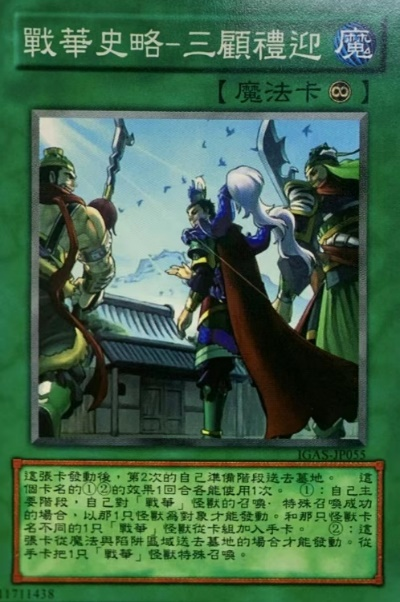 戰華史略-三顧禮迎 魔
【魔法卡♾】
IGAS-JP055
這張卡發動後，第2次的自己準備階段送去墓地。 這
個卡名的①②的效果1回合各能使用1次。 ①：自己主
要階段，自己對「戰華」怪獸的召喚、特殊召喚成功
的場合，以那1只怪獸爲對象才能發動。和那只怪獸卡
名不同的1只「戰華」怪獸從卡組加入手卡。 ②：這
張卡從魔法與陷阱區域送去墓地的場合才能發動。從
手卡把1只「戰華」怪獸特殊召喚。
11711438